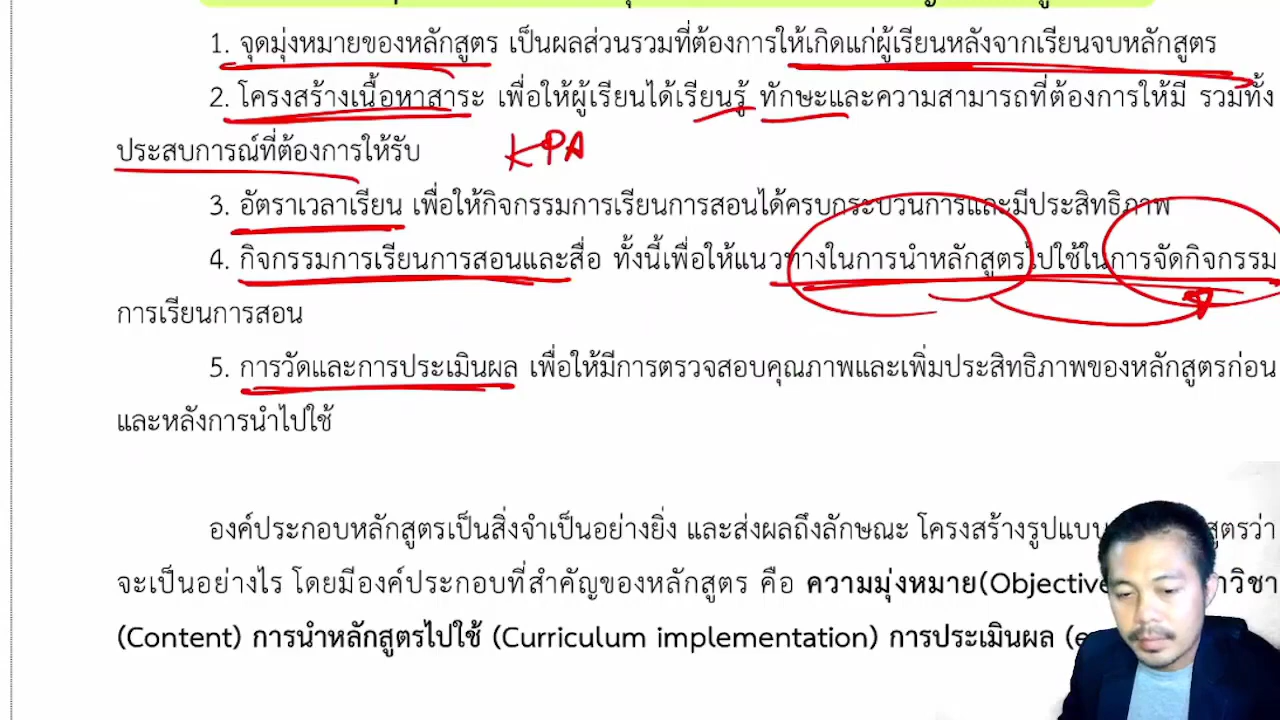 1. จุดมุ่งหมายของหลักสูตร เป็นผลส่วนรวมที่ต้องการให้เกิดแก่ผู้เรียนหลังจากเรียนจบหลักสูตร
2. โครงสร้างเนื้อหาสาระ เพื่อให้ผู้เรียนได้เรียนรู้ ทักษะและความสามารถที่ต้องการให้มี รวมทั้ง
ประสบการณ์ที่ต้องการให้รับ KPA
3. อัตราเวลาเรียน เพื่อให้กิจกรรมการเรียนการสอนได้ครบกระบวนการและมีประสิทธิภาพ
4. กิจกรรมการเรียนการสอนและสื่อ ทั้งนี้เพื่อให้แนวทางในการนำหลักสูตรไปใช้ในการจัดกิจกรรม
การเรียนการสอน
5. การวัดและการประเมินผล เพื่อให้มีการตรวจสอบคุณภาพและเพิ่มประสิทธิภาพของหลักสูตรก่อน
และหลังการนำไปใช้
องค์ประกอบหลักสูตรเป็นสิ่งจำเป็นอย่างยิ่ง และส่งผลถึงลักษณะ โครงสร้างรูปแบบ
จะเป็นอย่างไร โดยมีองค์ประกอบที่สำคัญของหลักสูตร คือ ความมุ่งหมาย(Objective
(Content) การนำหลักสูตรไปใช้ (Curriculum implementation) การประเมินผล